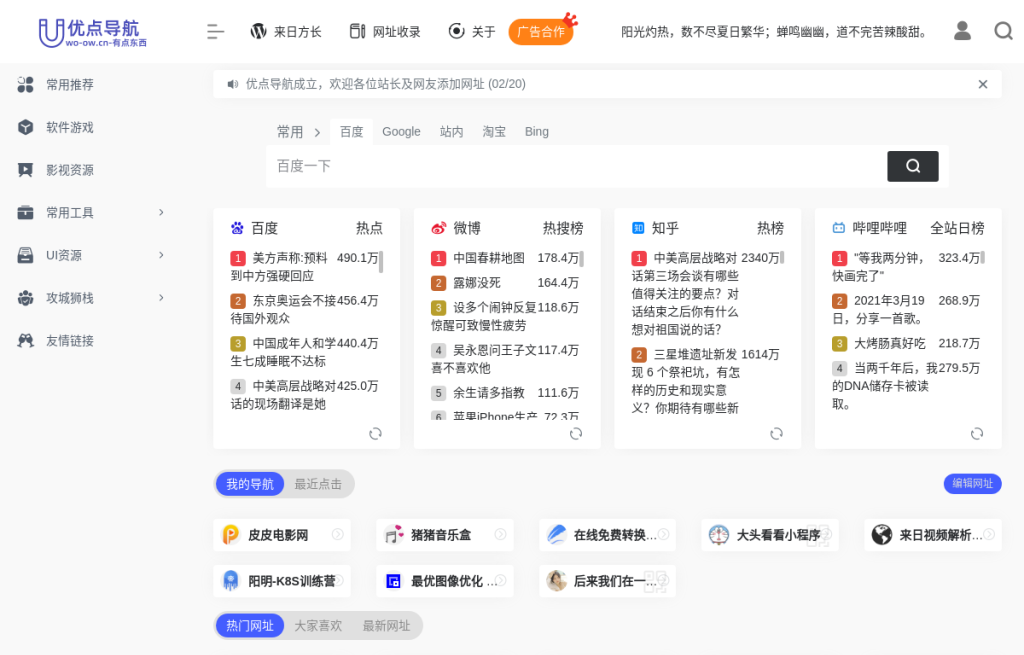 优点导航
wo-ow.cn-有点东西
来日方长
网址收录
关于
广告合作
阳光灼热，数不尽夏日繁华；蝉鸣幽幽，道不完苦辣酸甜。
常用推荐
软件游戏
影视资源
常用工具
UI资源
攻城狮栈
友情链接
优点导航成立，欢迎各位站长及网友添加网址 (02/20)
常用
百度 Google 站内 淘宝 Bing
百度一下
百度 热点
1 美方声称:预料 490.1万
到中方强硬回应
2 东京奥运会不接 456.4万
待国外观众
3 中国成年人和学 440.4万
生七成睡眠不达标
4 中美高层战略对 425.0万
话的现场翻译是她
微博 热搜榜
1 中国春耕地图 178.4万
2 露娜没死 164.4万
3 设多个闹钟反复 118.6万
惊醒可致慢性疲劳
4 吴永恩问王子文 117.4万
喜不喜欢他
5 余生请多指教 111.6万
6 苹果iPhone生产 72.3万
知乎 热榜
1 中美高层战略对 2340万
话第三场会谈有哪些
值得关注的要点？对
话结束之后你有什么
想对祖国说的话？
2 三星堆遗址新发 1614万
现 6 个祭祀坑，有怎
样的历史和现实意
义？你期待有哪些新
哔哩哔哩 全站日榜
1 "等我两分钟， 323.4万
快画完了"
2 2021年3月19 268.9万
日，分享一首歌。
3 大烤肠真好吃 218.7万
4 当两千年后，我 279.5万
的DNA储存卡被读
取。
我的导航 最近点击
编辑网址
皮皮电影网
猪猪音乐盒
在线免费转换...
大头看看小程序
来日视频解析...
阳明-K8S训练营
最优图像优化 ...
后来我们在一...
热门网址 大家喜欢 最新网址